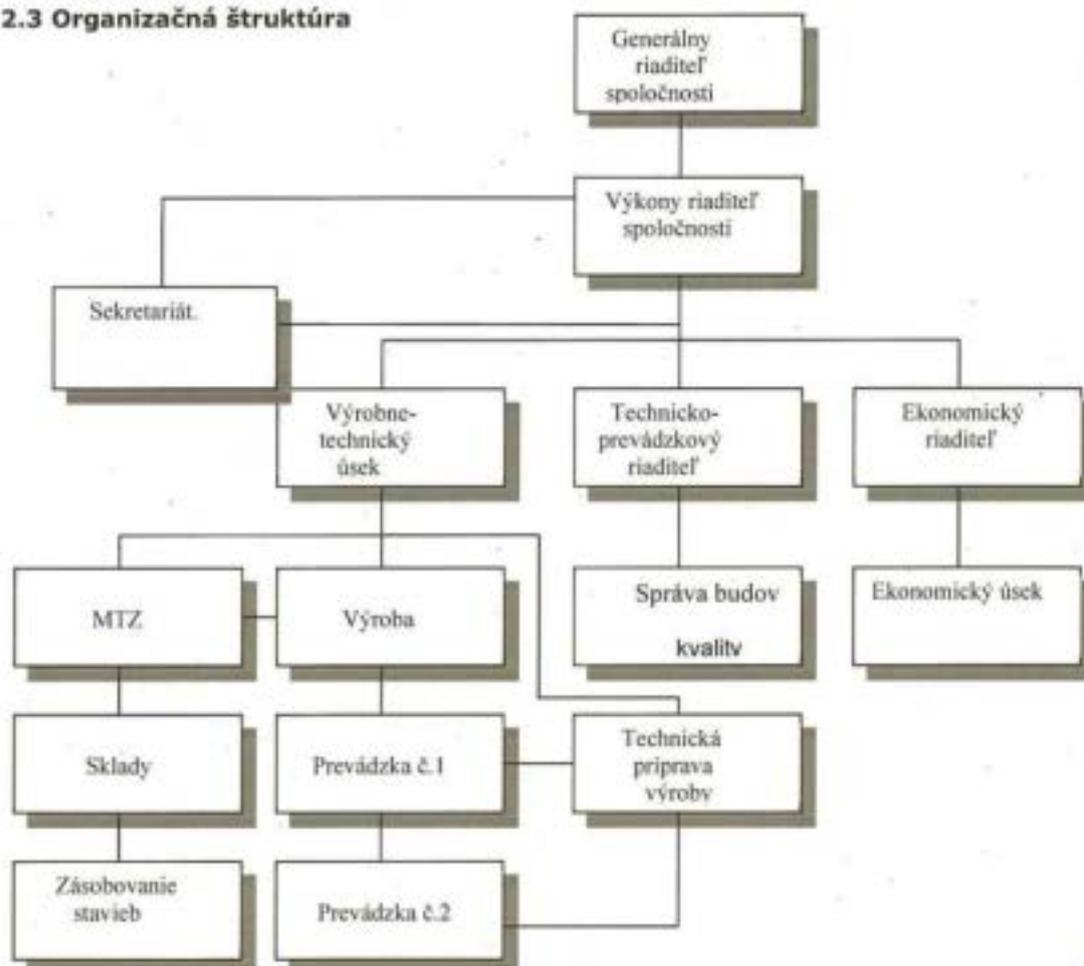 2.3 Organizačná štruktúra
Generálny
riaditeľ
spoločnosti
Výkony riaditeľ
spoločnosti
Sekretariát.
Výrobne-
technický
úsek
Technicko-
prevádzkový
riaditeľ
Ekonomický
riaditeľ
MTZ
Výroba
Správa budov
kvalitv
Ekonomický úsek
Sklady
Prevádzka č.1
Technická
príprava
výroby
Zásobovanie
stavieb
Prevádzka č.2